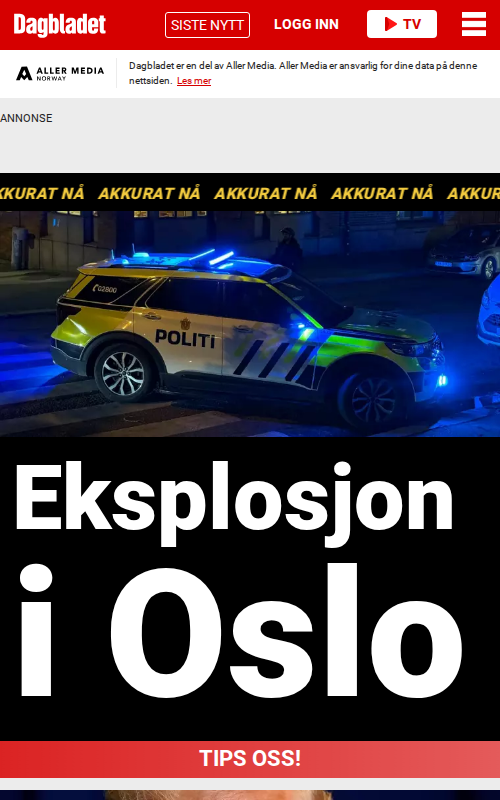 Dagbladet
SISTE NYTT
LOGG INN
TV
ALLER MEDIA
NORWAY
Dagbladet er en del av Aller Media. Aller Media er ansvarlig for dine data på denne
nettsiden. Les mer
ANNONSE
KKURAT NÅ AKKURAT NÅ AKKURAT NÅ AKKURAT NÅ AKKUR
02800
POLITI
Eksplosjon
i Oslo
TIPS OSS!